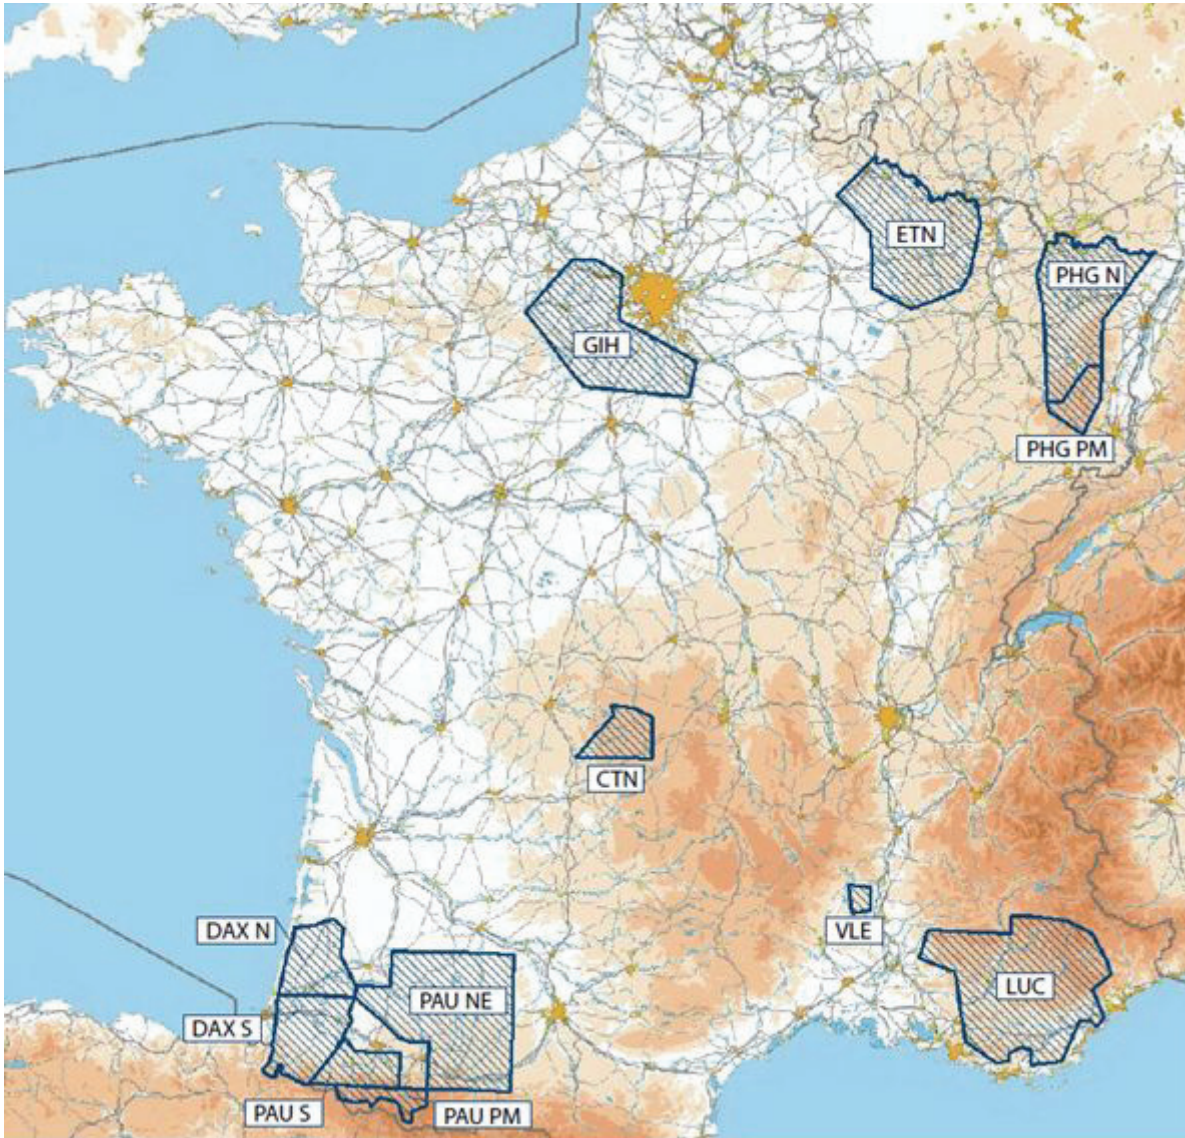 ETN
PHG N
GIH
PHG PM
CTN
DAX N
VLE
LUC
PAU NE
DAX S
PAU S
PAU PM